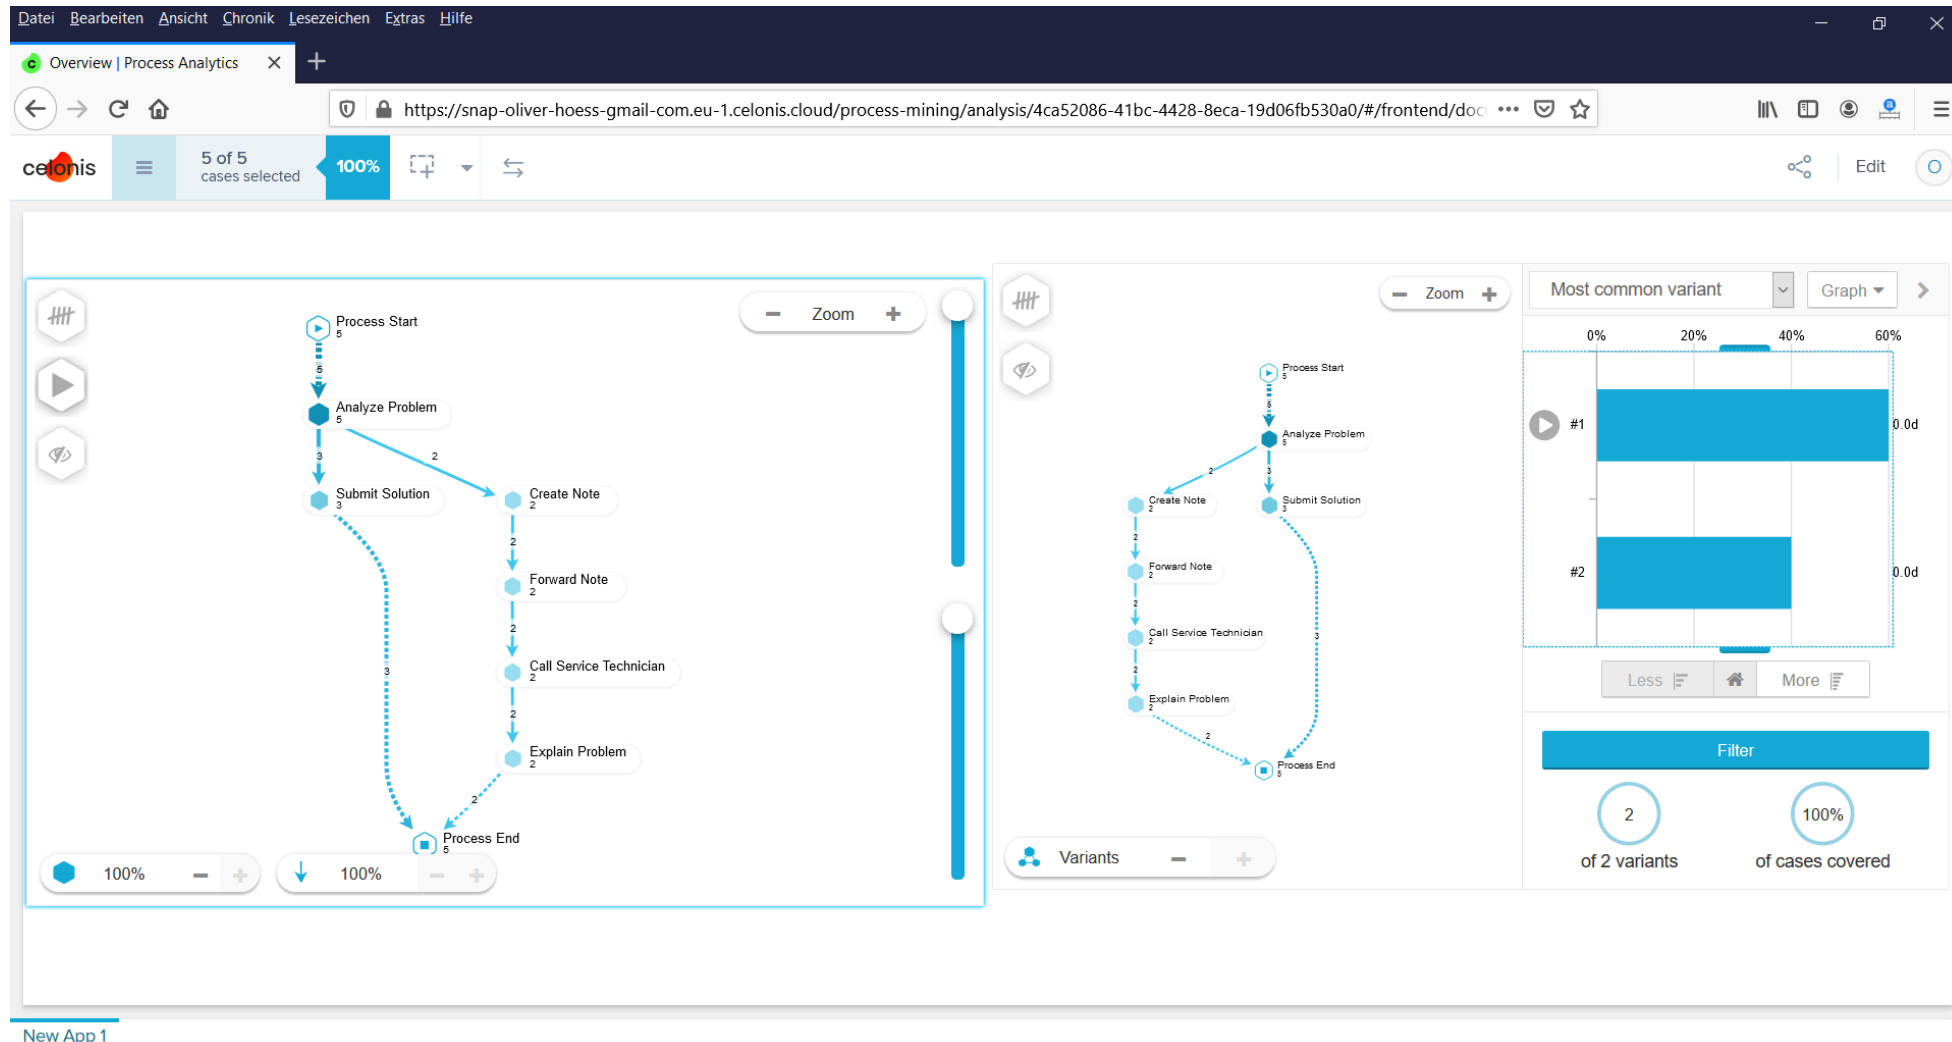 Datei Bearbeiten Ansicht Chronik Lesezeichen Extras Hilfe
Overview | Process Analytics
https://snap-oliver-hoess-gmail-com.eu-1.celonis.cloud/process-mining/analysis/4ca52086-41bc-4428-8eca-19d06fb530a0/#/frontend/doc
celonis
5 of 5
cases selected
100%
Edit
O
Zoom
Process Start
5
5
Analyze Problem
5
3
2
Submit Solution
3
Create Note
2
2
Forward Note
2
2
3
Call Service Technician
2
2
Explain Problem
2
2
Process End
5
100%
100%
Zoom
Process Start
5
5
Analyze Problem
5
2
3
Create Note
2
Submit Solution
3
2
Forward Note
2
2
Call Service Technician
2
3
2
Explain Problem
2
2
Process End
5
Variants
Most common variant
Graph
0% 20% 40% 60%
#1
0.0d
#2
0.0d
Less
More
Filter
2
of 2 variants
100%
of cases covered
New App 1